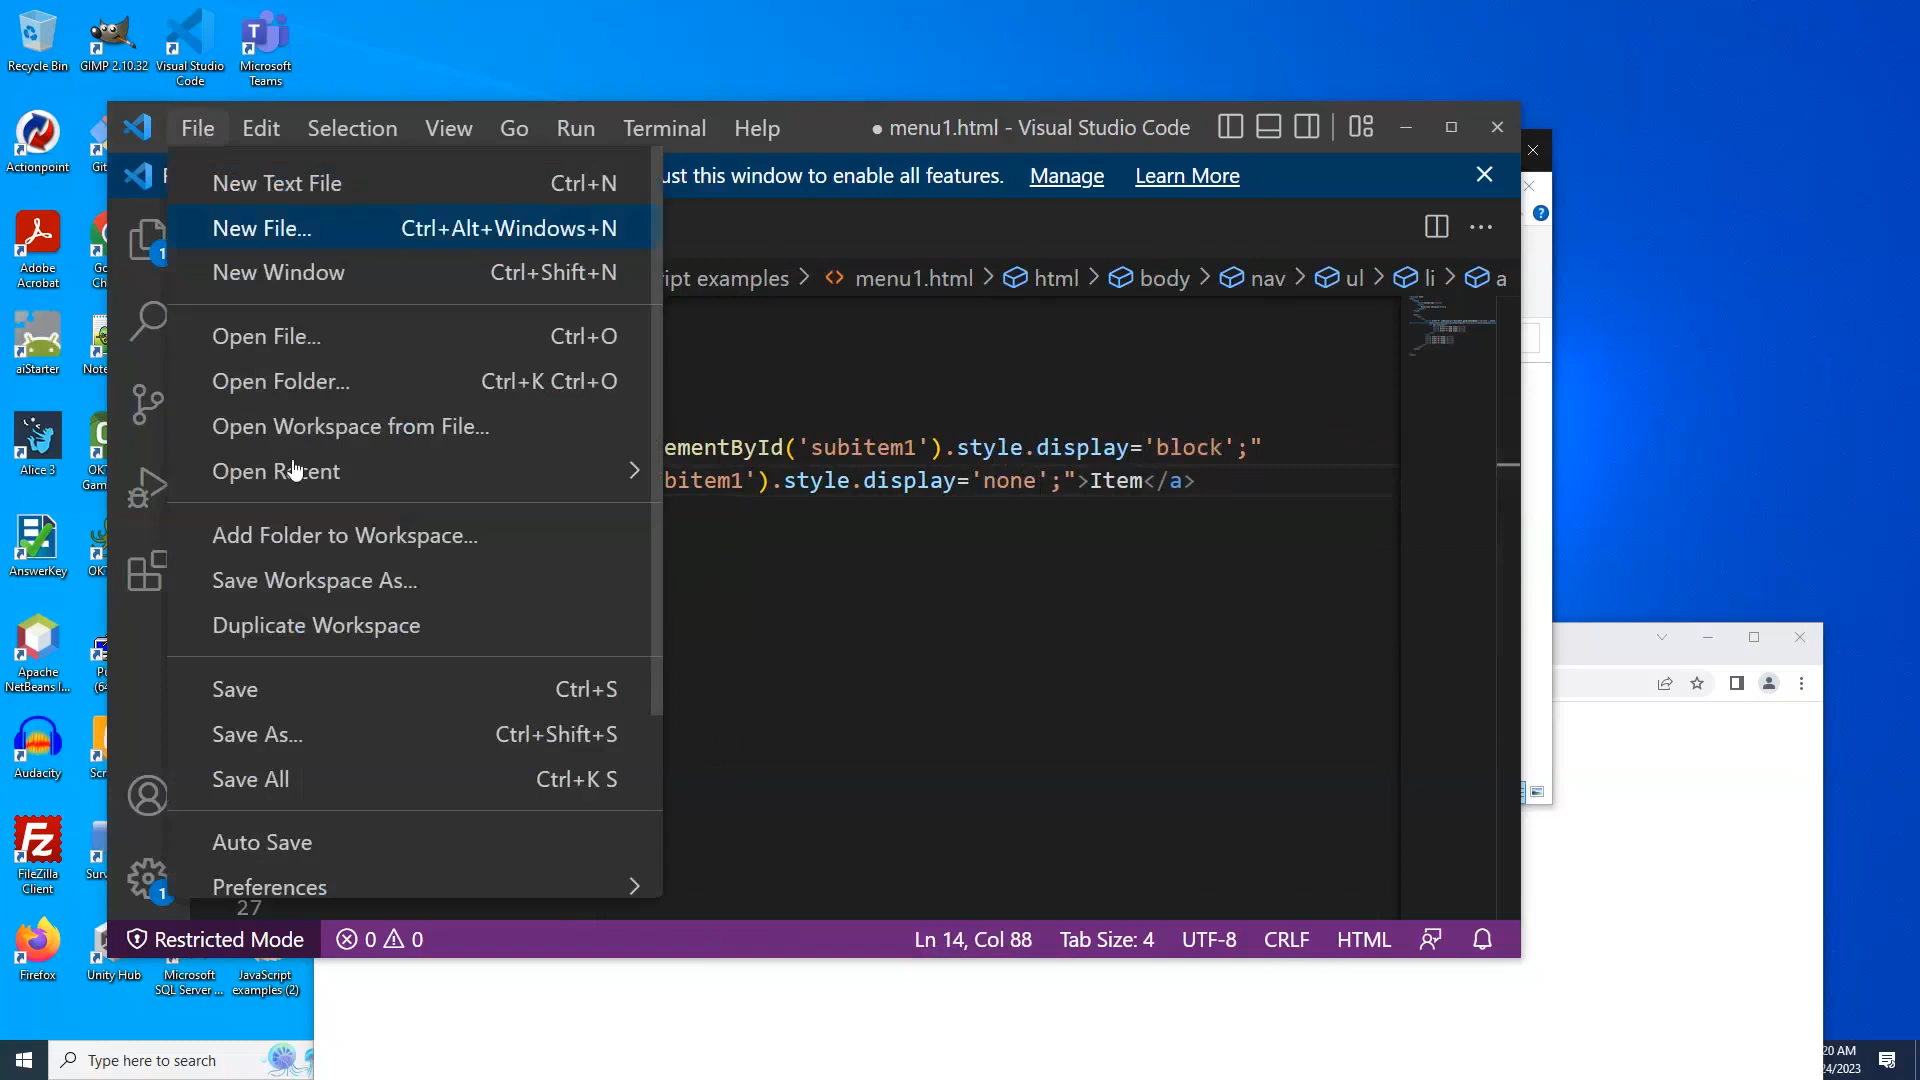 Recycle Bin
GIMP 2.10.32
Visual Studio
Code
Microsoft
Teams
Actionpoint
Adobe
Acrobat
aiStarter
Alice 3
AnswerKey
Apache
NetBeans I...
Audacity
FileZilla
Client
Firefox
Unity Hub
Microsoft
SQL Server ...
JavaScript
examples (2)
File Edit Selection View Go Run Terminal Help
● menu1.html - Visual Studio Code
ust this window to enable all features. Manage Learn More
New Text File Ctrl+N
New File... Ctrl+Alt+Windows+N
New Window Ctrl+Shift+N
Open File... Ctrl+O
Open Folder... Ctrl+K Ctrl+O
Open Workspace from File...
Open Recent
Add Folder to Workspace...
Save Workspace As...
Duplicate Workspace
Save Ctrl+S
Save As... Ctrl+Shift+S
Save All Ctrl+K S
Auto Save
Preferences
ipt examples > menu1.html > html > body > nav > ul > li > a
ementById('subitem1').style.display='block';"
bitem1').style.display='none';">Item</a>
27
1
1
Restricted Mode 0 0 Ln 14, Col 88 Tab Size: 4 UTF-8 CRLF HTML
Type here to search
20 AM
24/2023